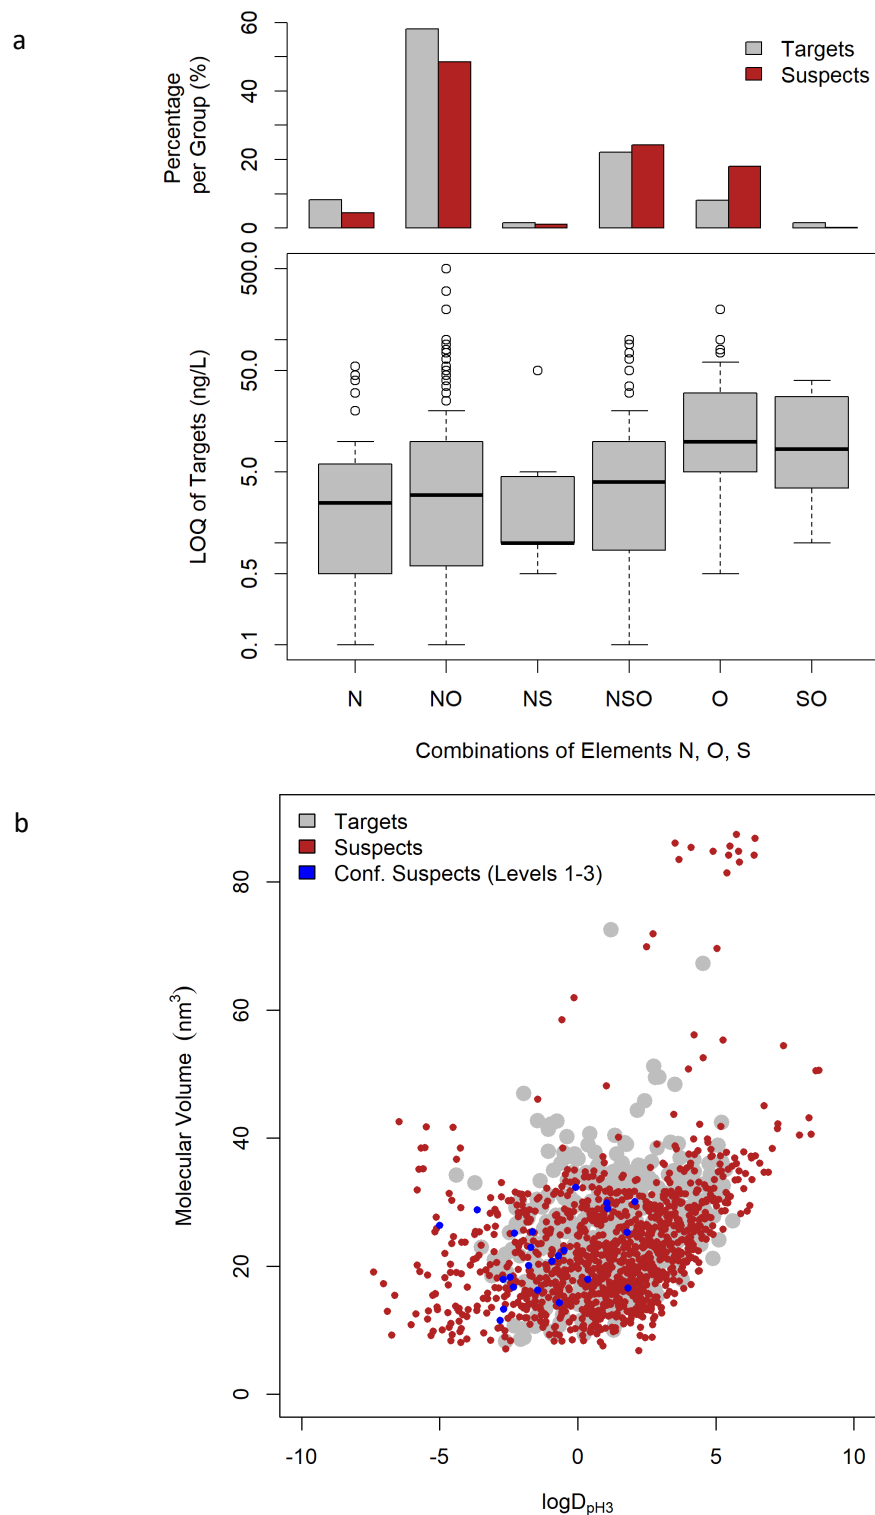 a
Percentage
per Group (%)
60
40
20
0
Targets
Suspects
LOQ of Targets (ng/L)
500.0
50.0
5.0
0.5
0.1
N NO NS NSO O SO
Combinations of Elements N, O, S
b
Targets
Suspects
Conf. Suspects (Levels 1-3)
Molecular Volume (nm³)
80
60
40
20
0
-10 -5 0 5 10
logDpH3